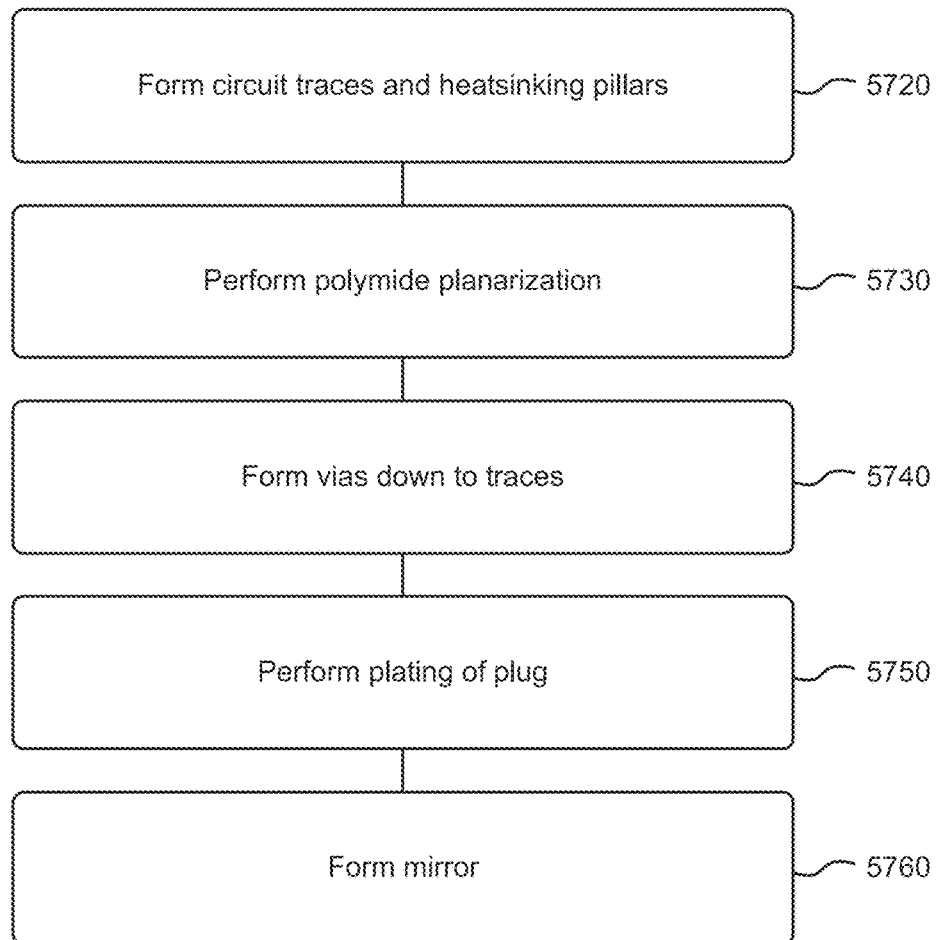 Form circuit traces and heatsinking pillars
5720
Perform polymide planarization
5730
Form vias down to traces
5740
Perform plating of plug
5750
Form mirror
5760